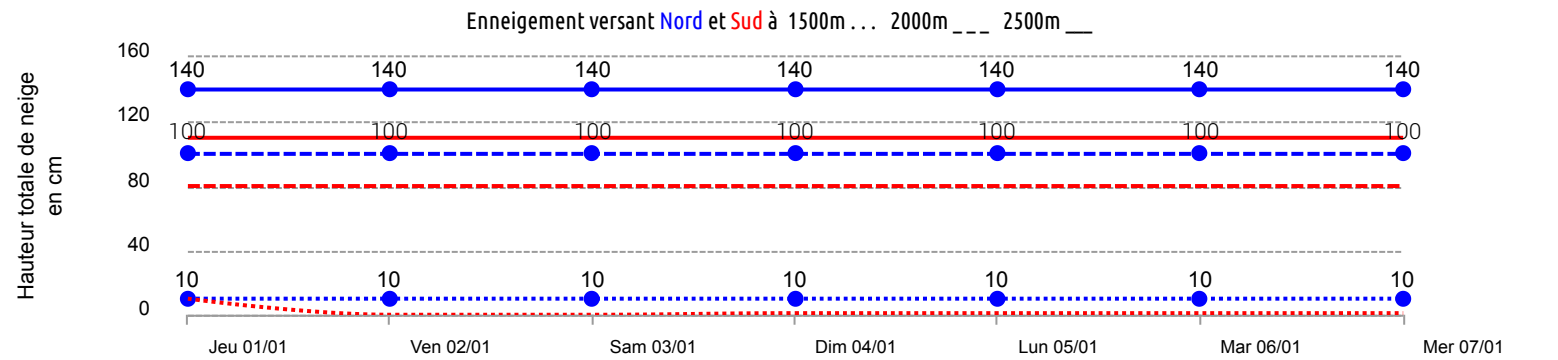 Enneigement versant Nord et Sud à 1500m . . . 2000m _ _ _ 2500m __
Hauteur totale de neige
en cm
160
140 140 140 140 140 140 140
120
100 100 100 100 100 100 100
80
40
10 10 10 10 10 10 10
0
Jeu 01/01 Ven 02/01 Sam 03/01 Dim 04/01 Lun 05/01 Mar 06/01 Mer 07/01